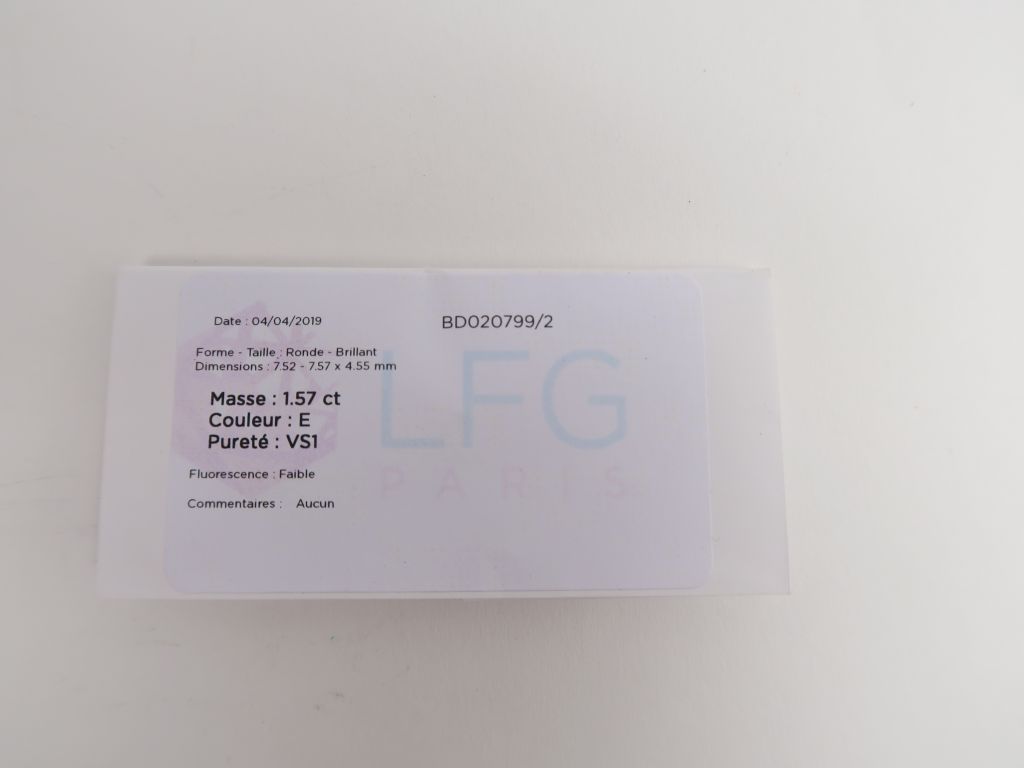 Date : 04/04/2019
BD020799/2
Forme - Taille : Ronde - Brillant
Dimensions : 7.52 - 7.57 x 4.55 mm
Masse : 1.57 ct
Couleur : E
Pureté : VS1
LFG
PARIS
Fluorescence : Faible
Commentaires : Aucun